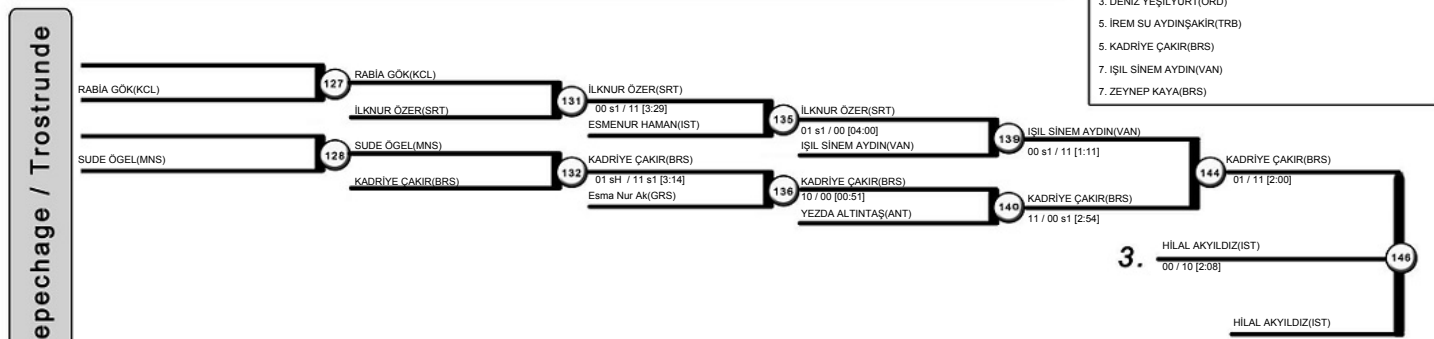 3. DENİZ YEŞİLYURT(ORD)
5. İREM SU AYDINŞAKİR(TRB)
5. KADRİYE ÇAKIR(BRS)
7. IŞIL SİNEM AYDIN(VAN)
7. ZEYNEP KAYA(BRS)
epechage / Trostrunde
RABİA GÖK(KCL)
127
SUDE ÖGEL(MNS)
128
RABİA GÖK(KCL)
İLKNUR ÖZER(SRT)
131
SUDE ÖGEL(MNS)
KADRİYE ÇAKIR(BRS)
132
İLKNUR ÖZER(SRT)
00 s1 / 11 [3:29]
ESMENUR HAMAN(IST)
135
KADRİYE ÇAKIR(BRS)
01 sH / 11 s1 [3:14]
Esma Nur Ak(GRS)
136
İLKNUR ÖZER(SRT)
01 s1 / 00 [04:00]
IŞIL SİNEM AYDIN(VAN)
139
KADRİYE ÇAKIR(BRS)
10 / 00 [00:51]
YEZDA ALTINTAŞ(ANT)
140
IŞIL SİNEM AYDIN(VAN)
00 s1 / 11 [1:11]
KADRİYE ÇAKIR(BRS)
11 / 00 s1 [2:54]
144
KADRİYE ÇAKIR(BRS)
01 / 11 [2:00]
3.
HİLAL AKYILDIZ(IST)
00 / 10 [2:08]
146
HİLAL AKYILDIZ(IST)